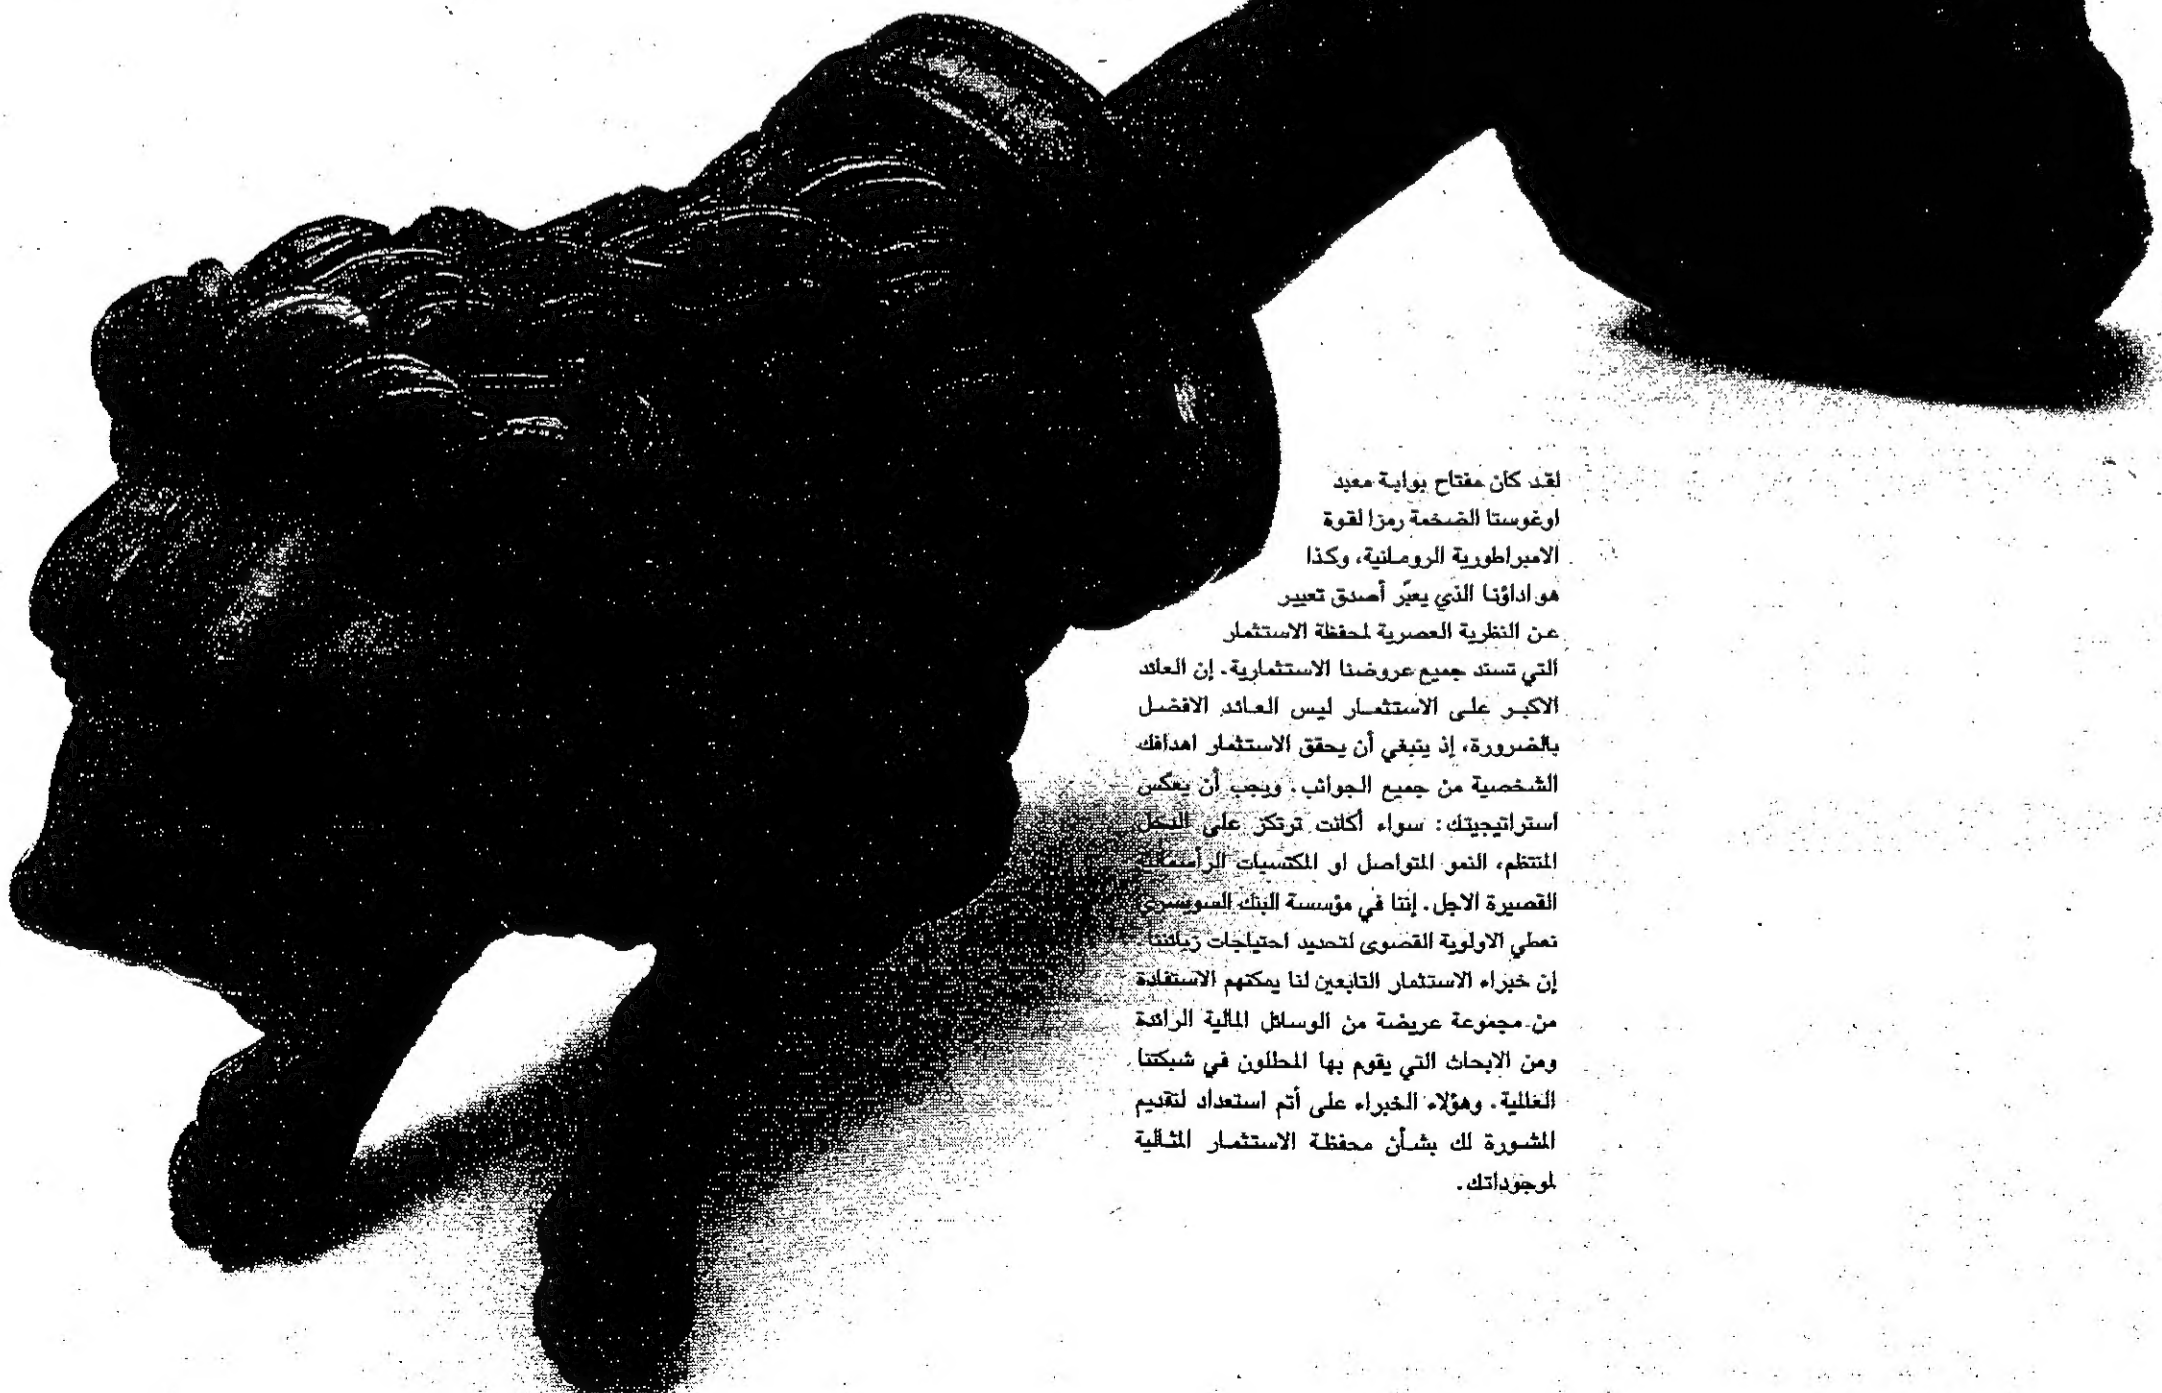 لقد كان مفتاح بوابة معبد
اوغوستا الضخمة رمزا لقوة
الامبراطورية الرومانية، وكذا
هو اداؤنا الذي يعبّر أصدق تعبير
عن النظرية العصرية لمحفظة الاستثمار
التي تسند جميع عروضنا الاستثمارية. إن العائد
الاكبر على الاستثمار ليس العائد الافضل
بالضرورة، إذ ينبغي أن يحقق الاستثمار اهدافك
الشخصية من جميع الجوانب. ويجب أن يعكس
استراتيجيتك: سواء أكانت ترتكز على الدخل
المنتظم، النمو المتواصل او المكتسبات الرأسمالية
القصيرة الاجل. إننا في مؤسسة البنك السويسري
نعطي الاولوية القصوى لتحديد احتياجات زبائننا.
إن خبراء الاستثمار التابعين لنا يمكنهم الاستفادة
من مجموعة عريضة من الوسائل المالية الرائدة
ومن الابحاث التي يقوم بها المحللون في شبكتنا
العالمية. وهؤلاء الخبراء على أتم استعداد لتقديم
المشورة لك بشأن محفظة الاستثمار المثالية
لموجوداتك.